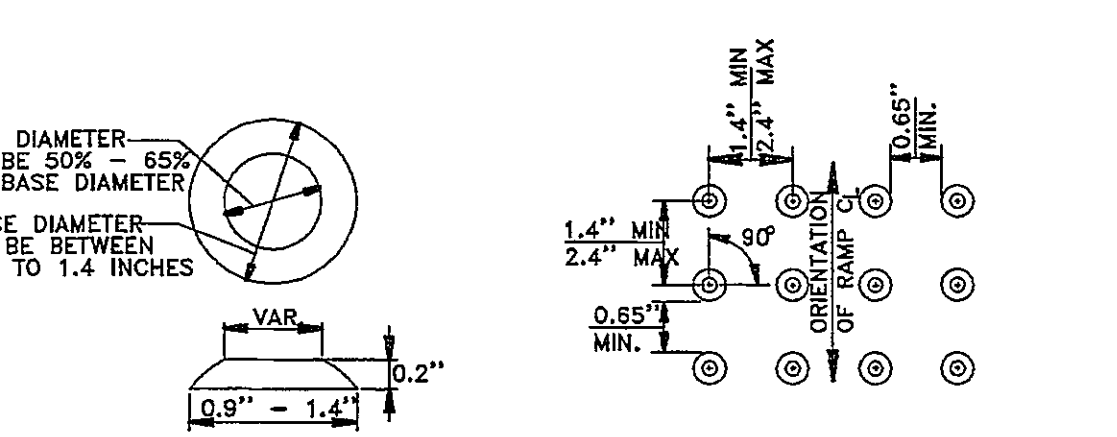 DIAMETER
BE 50% - 65%
BASE DIAMETER
SE DIAMETER
BE BETWEEN
TO 1.4 INCHES
VAR.
0.2"
0.9" - 1.4"
1.4" MIN
2.4" MAX
0.65"
MIN.
1.4" MIN
2.4" MAX
90°
0.65"
MIN.
ORIENTATION
OF RAMP CL